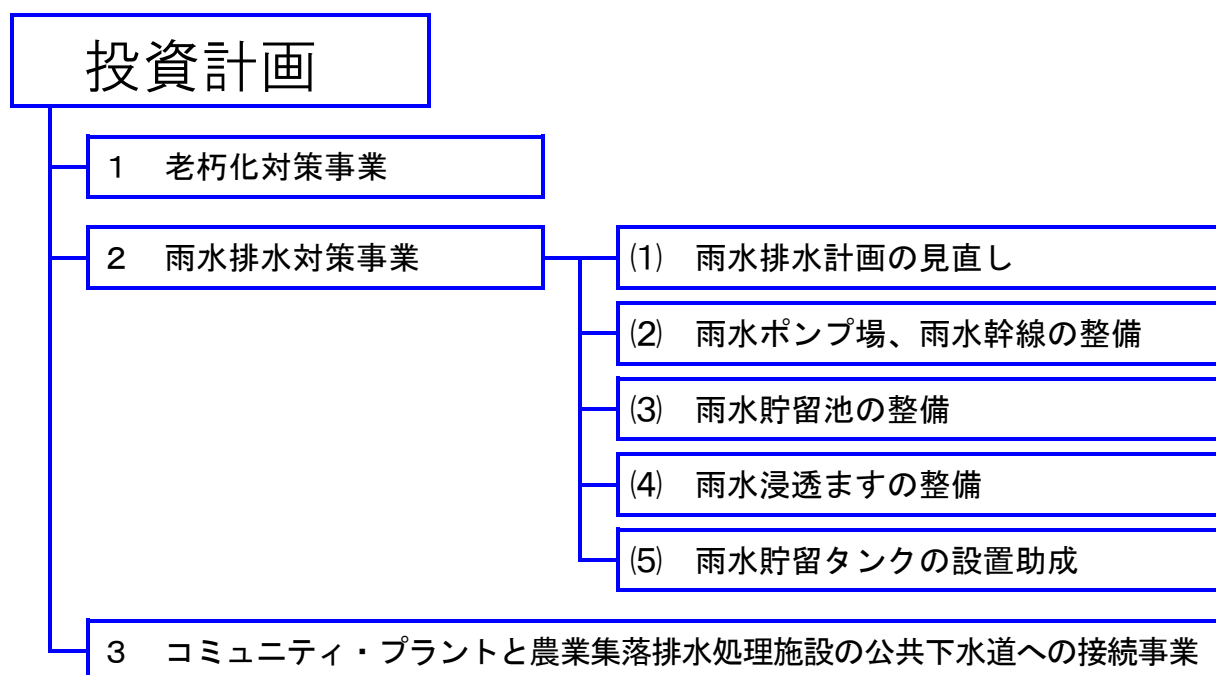 投資計画
１　老朽化対策事業
２　雨水排水対策事業
⑴　雨水排水計画の見直し
⑵　雨水ポンプ場、雨水幹線の整備
⑶　雨水貯留池の整備
⑷　雨水浸透ますの整備
⑸　雨水貯留タンクの設置助成
３　コミュニティ・プラントと農業集落排水処理施設の公共下水道への接続事業